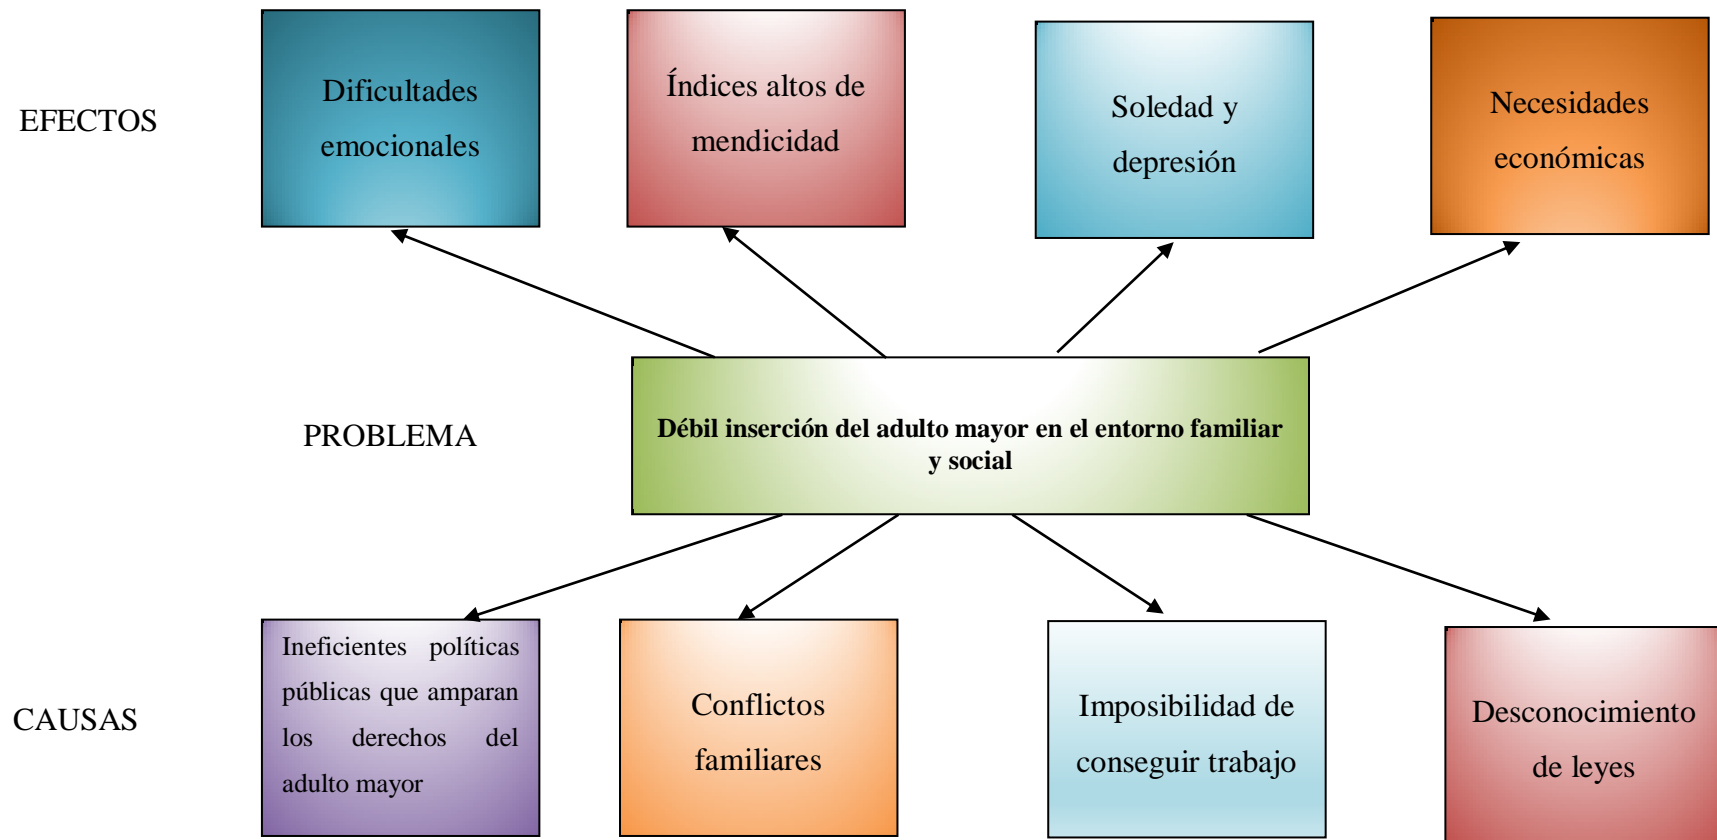 EFECTOS
Dificultades
emocionales
Índices altos de
mendicidad
Soledad y
depresión
Necesidades
económicas
PROBLEMA
Débil inserción del adulto mayor en el entorno familiar
y social
CAUSAS
Ineficientes políticas
públicas que amparan
los derechos del
adulto mayor
Conflictos
familiares
Imposibilidad de
conseguir trabajo
Desconocimiento
de leyes